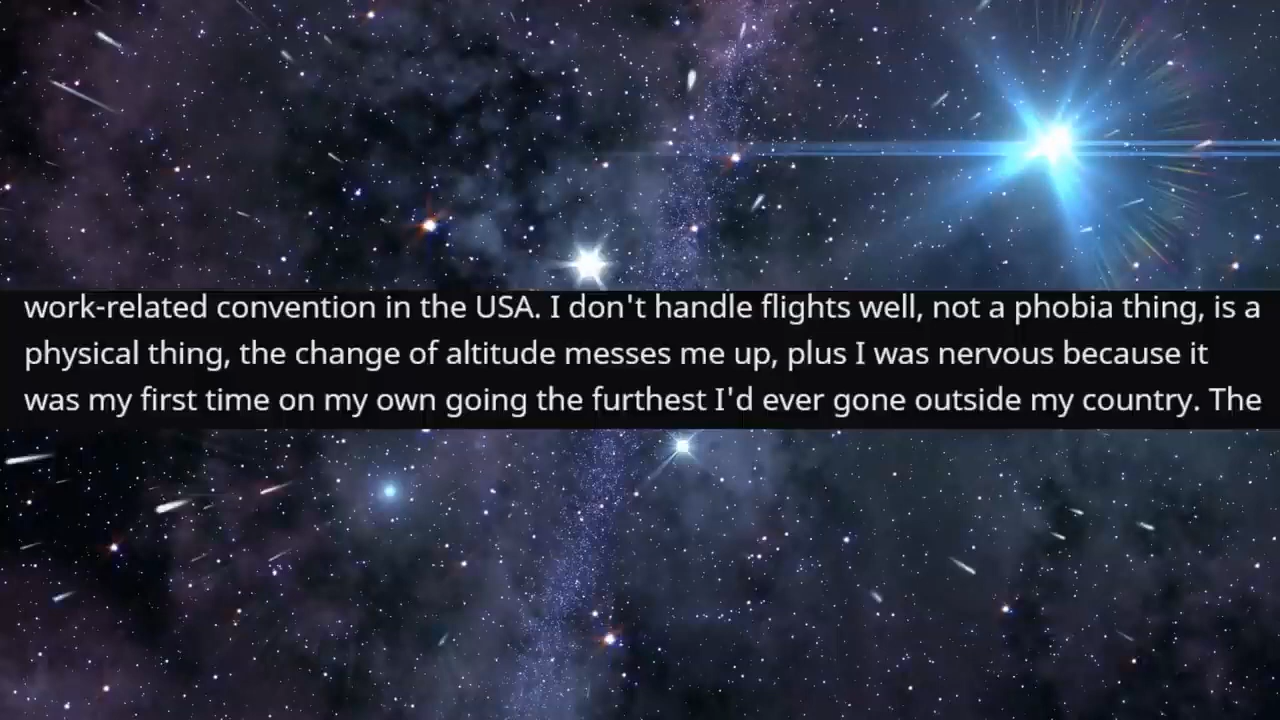 work-related convention in the USA. I don't handle flights well, not a phobia thing, is a
physical thing, the change of altitude messes me up, plus I was nervous because it
was my first time on my own going the furthest I'd ever gone outside my country. The